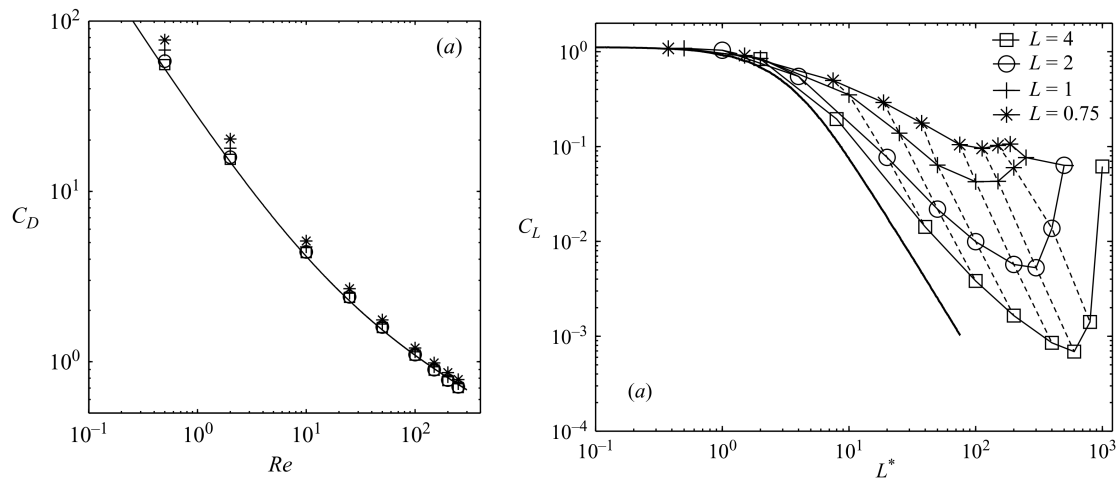 10²
10¹
10⁰
C_D
(a)
10⁻¹
10⁰
10¹
10²
Re
10⁰
10⁻¹
10⁻²
10⁻³
10⁻⁴
C_L
L = 4
L = 2
L = 1
L = 0.75
(a)
10⁻¹
10⁰
10¹
10²
10³
L*